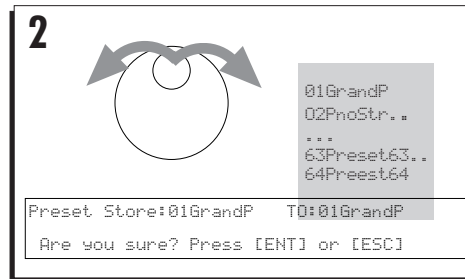 2
01GrandP
02PnoStr..
...
63Preset63..
64Preest64
Preset Store:01GrandP TO:01GrandP
Are you sure? Press [ENT] or [ESC]